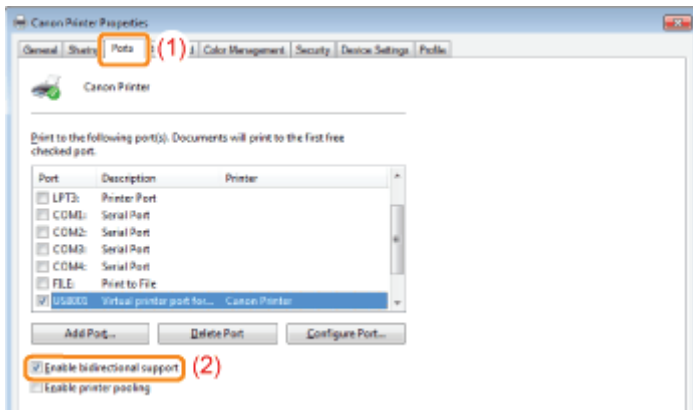 Canon Printer Properties
General Sharing Ports (1) Color Management Security Device Settings Profile
Canon Printer
Print to the following port(s). Documents will print to the first free
checked port.
Port Description Printer
LPT3: Printer Port
COM1: Serial Port
COM2: Serial Port
COM3: Serial Port
COM4: Serial Port
FILE: Print to File
USB001 Virtual printer port for... Canon Printer
Add Port... Delete Port Configure Port...
Enable bidirectional support (2)
Enable printer pooling